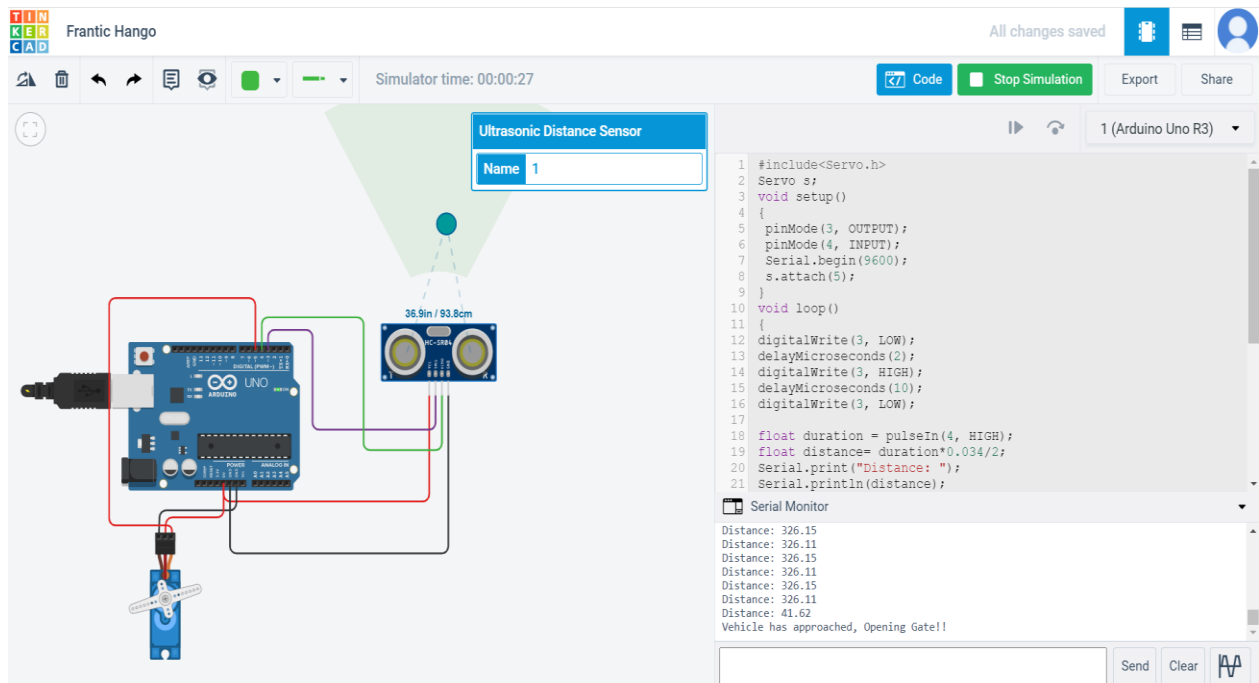 TIN
KER
CAD
Frantic Hango
All changes saved
Simulator time: 00:00:27
Code
Stop Simulation
Export
Share
Ultrasonic Distance Sensor
Name 1
1 (Arduino Uno R3)
36.9in / 93.8cm
HC-SR04
DIGITAL (PWM~)
UNO
ARDUINO
POWER
ANALOG IN
1 #include<Servo.h>
2 Servo s;
3 void setup()
4 {
5 pinMode(3, OUTPUT);
6 pinMode(4, INPUT);
7 Serial.begin(9600);
8 s.attach(5);
9 }
10 void loop()
11 {
12 digitalWrite(3, LOW);
13 delayMicroseconds(2);
14 digitalWrite(3, HIGH);
15 delayMicroseconds(10);
16 digitalWrite(3, LOW);
17
18 float duration = pulseIn(4, HIGH);
19 float distance= duration*0.034/2;
20 Serial.print("Distance: ");
21 Serial.println(distance);
Serial Monitor
Distance: 326.15
Distance: 326.11
Distance: 326.15
Distance: 326.11
Distance: 326.15
Distance: 326.11
Distance: 41.62
Vehicle has approached, Opening Gate!!
Send
Clear